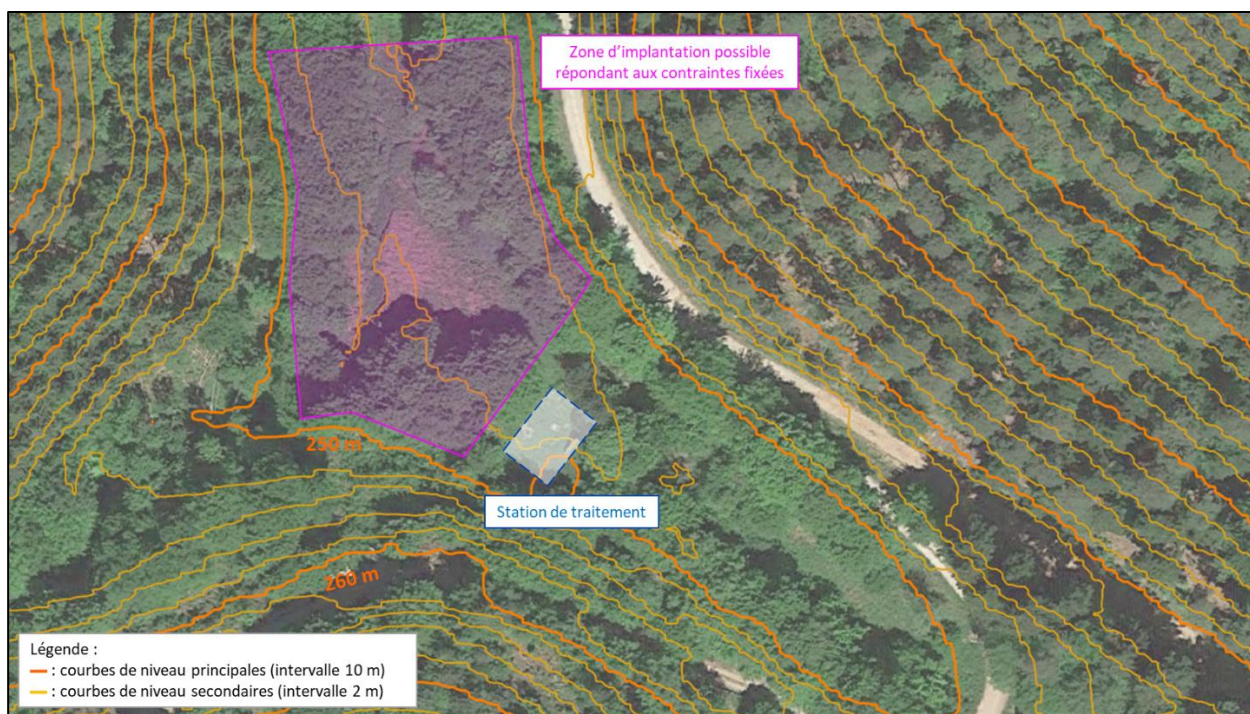 Zone d'implantation possible
répondant aux contraintes fixées
250 m
Station de traitement
260 m
Légende :
: courbes de niveau principales (intervalle 10 m)
: courbes de niveau secondaires (intervalle 2 m)